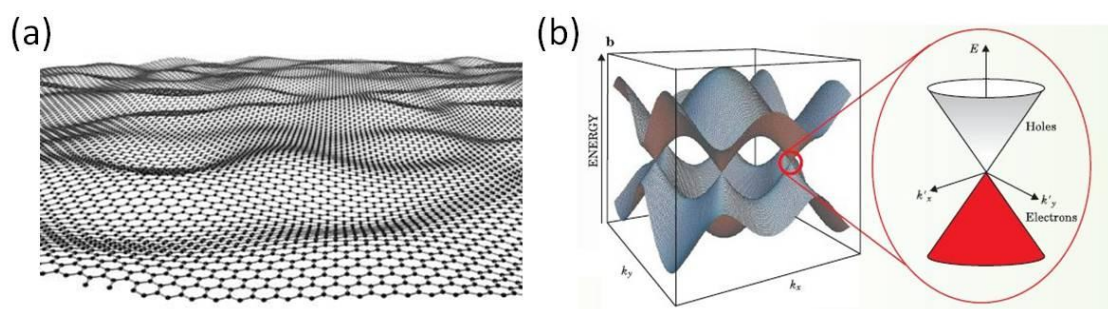 (a)
(b)
b
ENERGY
k_y
k_x
E
Holes
k'_x
k'_y
Electrons